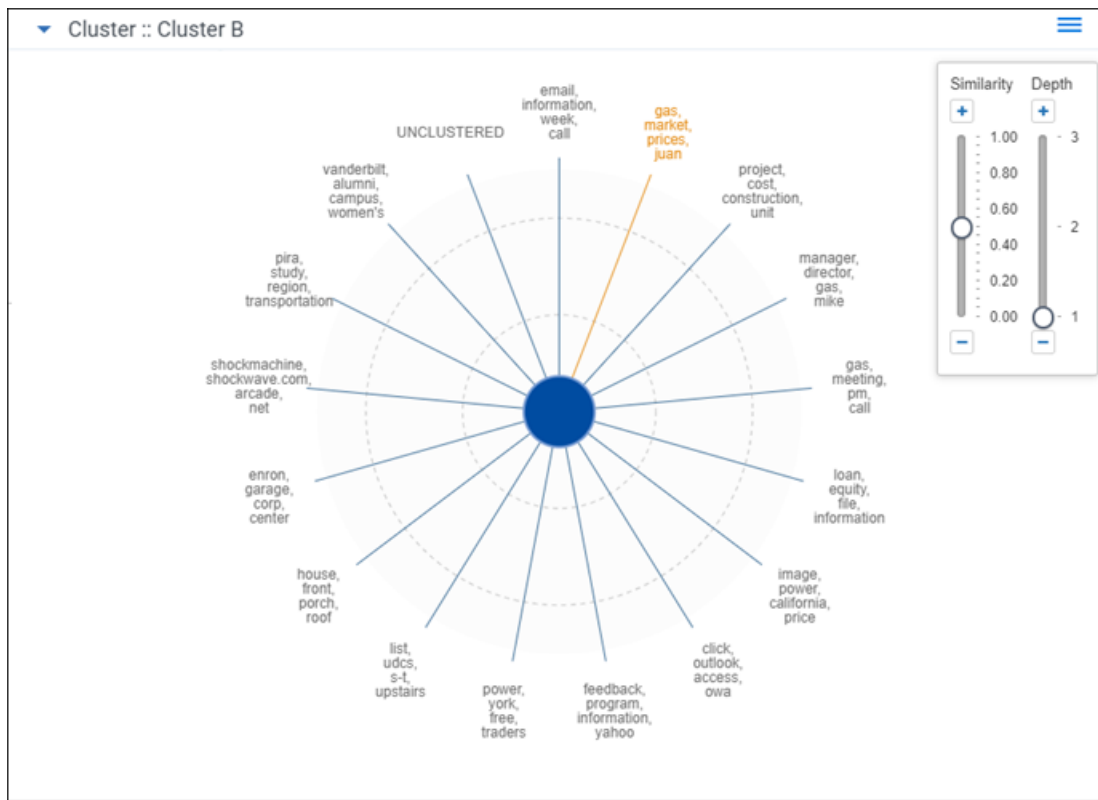 Cluster :: Cluster B
Similarity
Depth
+
+
1.00
0.80
0.60
0.40
0.20
0.00
3
2
1
−
−
email,
information,
week,
call
gas,
market,
prices,
juan
project,
cost,
construction,
unit
manager,
director,
gas,
mike
gas,
meeting,
pm,
call
loan,
equity,
file,
information
image,
power,
california,
price
click,
outlook,
access,
owa
feedback,
program,
information,
yahoo
power,
york,
free,
traders
list,
udcs,
s-t,
upstairs
house,
front,
porch,
roof
enron,
garage,
corp,
center
shockmachine,
shockwave.com,
arcade,
net
pira,
study,
region,
transportation
vanderbilt,
alumni,
campus,
women's
UNCLUSTERED